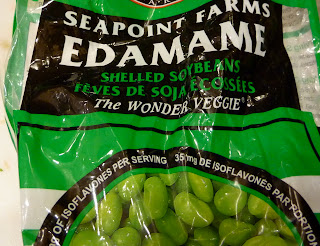 SEAPOINT FARMS
EDAMAME
SHELLED SOYBEANS
FÈVES DE SOJA ÉCOSSÉES
The WONDER VEGGIE
OF ISOFLAVONES PER SERVING
35 mg DE ISOFLAVONES PAR PORTION